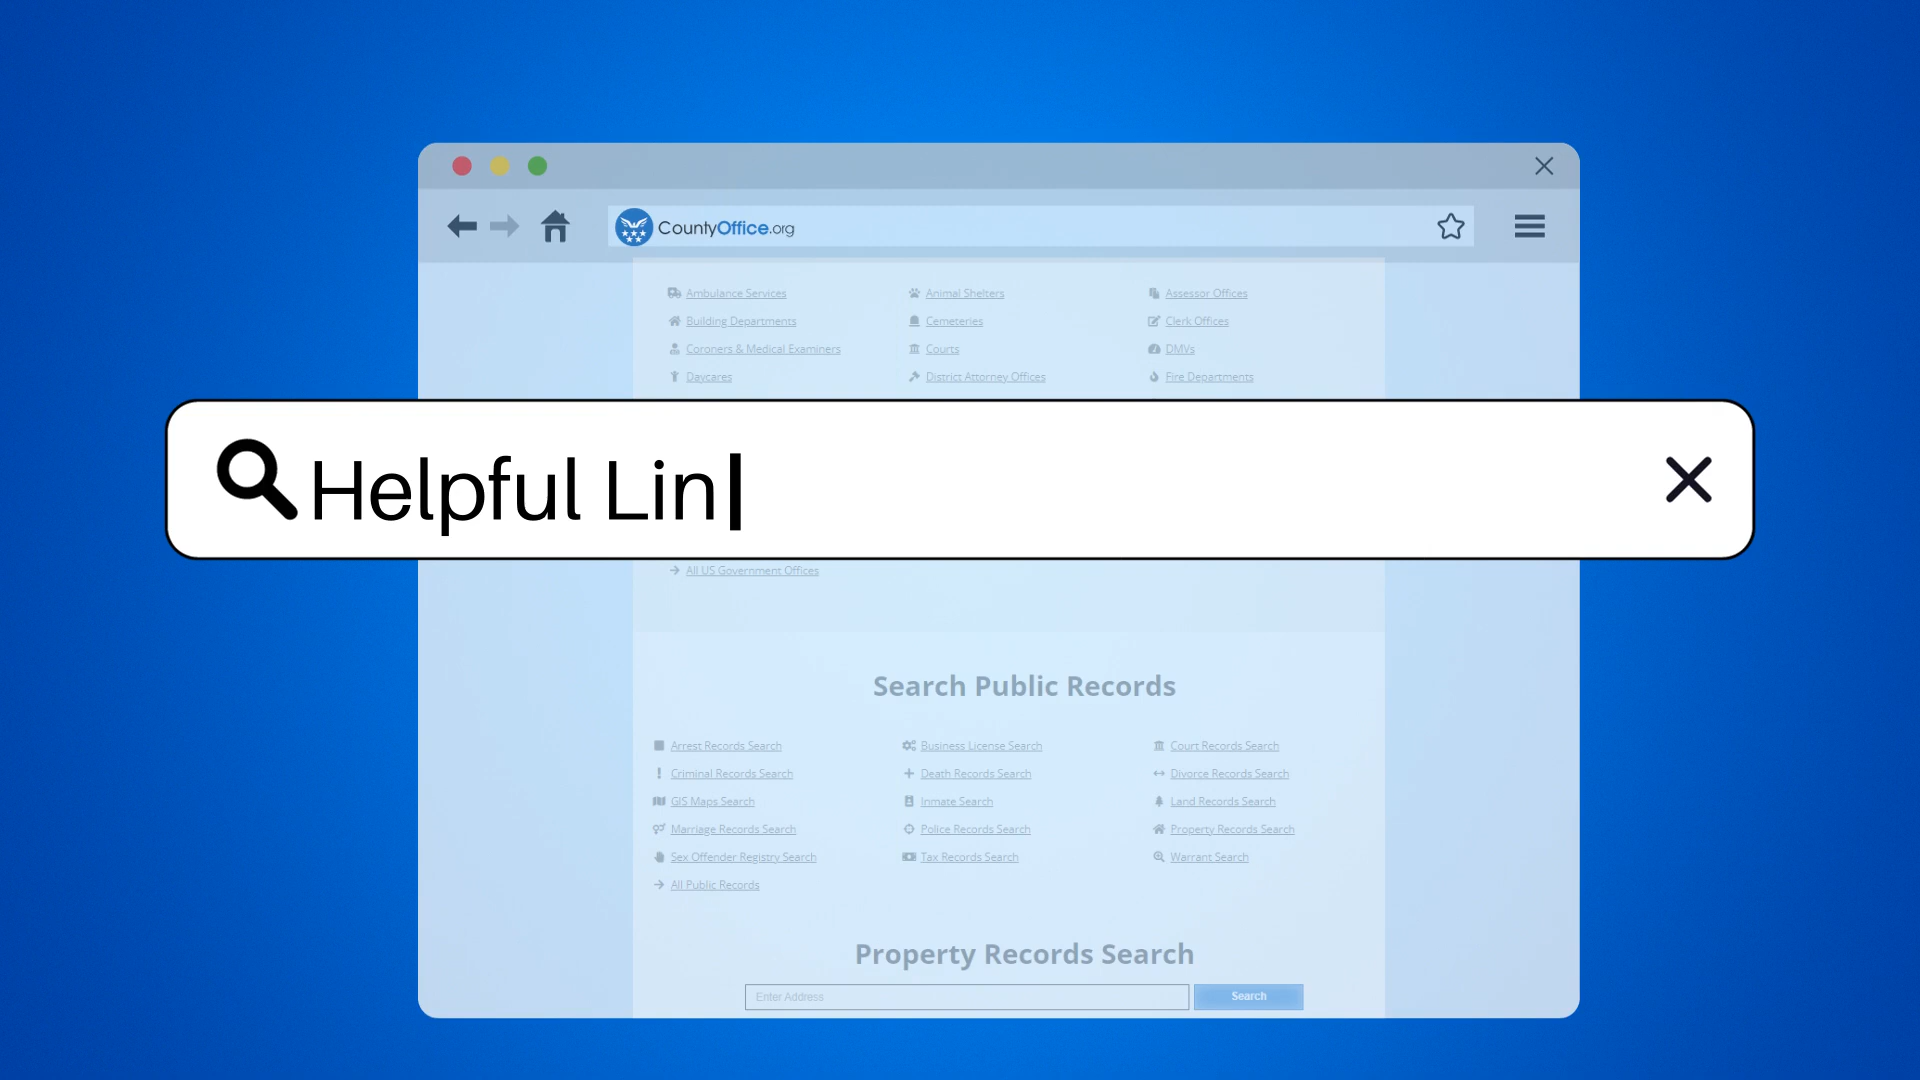 CountyOffice.org
Ambulance Services Animal Shelters Assessor Offices
Building Departments Cemeteries Clerk Offices
Coroners & Medical Examiners Courts DMVs
Daycares District Attorney Offices Fire Departments
Helpful Lin
All US Government Offices
Search Public Records
Arrest Records Search Business License Search Court Records Search
Criminal Records Search Death Records Search Divorce Records Search
GIS Maps Search Inmate Search Land Records Search
Marriage Records Search Police Records Search Property Records Search
Sex Offender Registry Search Tax Records Search Warrant Search
All Public Records
Property Records Search
Enter Address Search